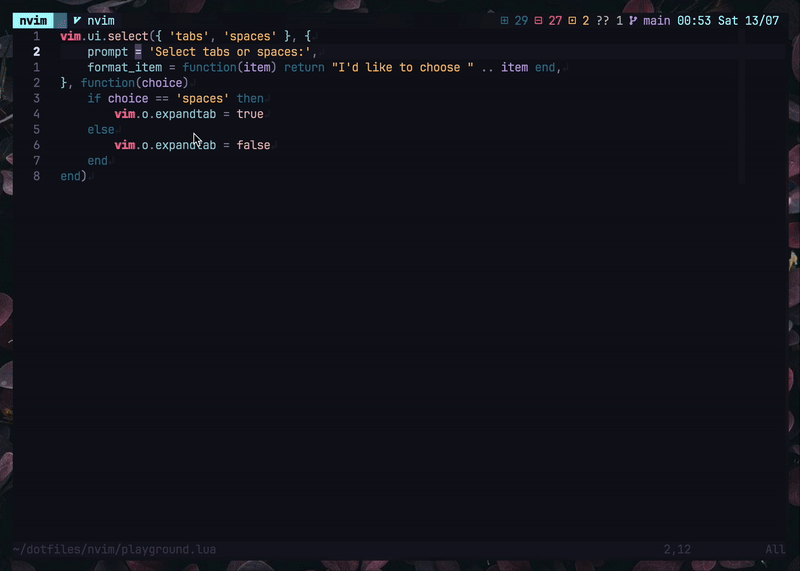 nvim nvim 29 27 2 ?? 1 main 00:53 Sat 13/07
1 vim.ui.select({ 'tabs', 'spaces' }, {
2 prompt = 'Select tabs or spaces:',
1 format_item = function(item) return "I'd like to choose " .. item end,
2 }, function(choice)
3 if choice == 'spaces' then
4 vim.o.expandtab = true
5 else
6 vim.o.expandtab = false
7 end
8 end)
~/dotfiles/nvim/playground.lua 2,12 All